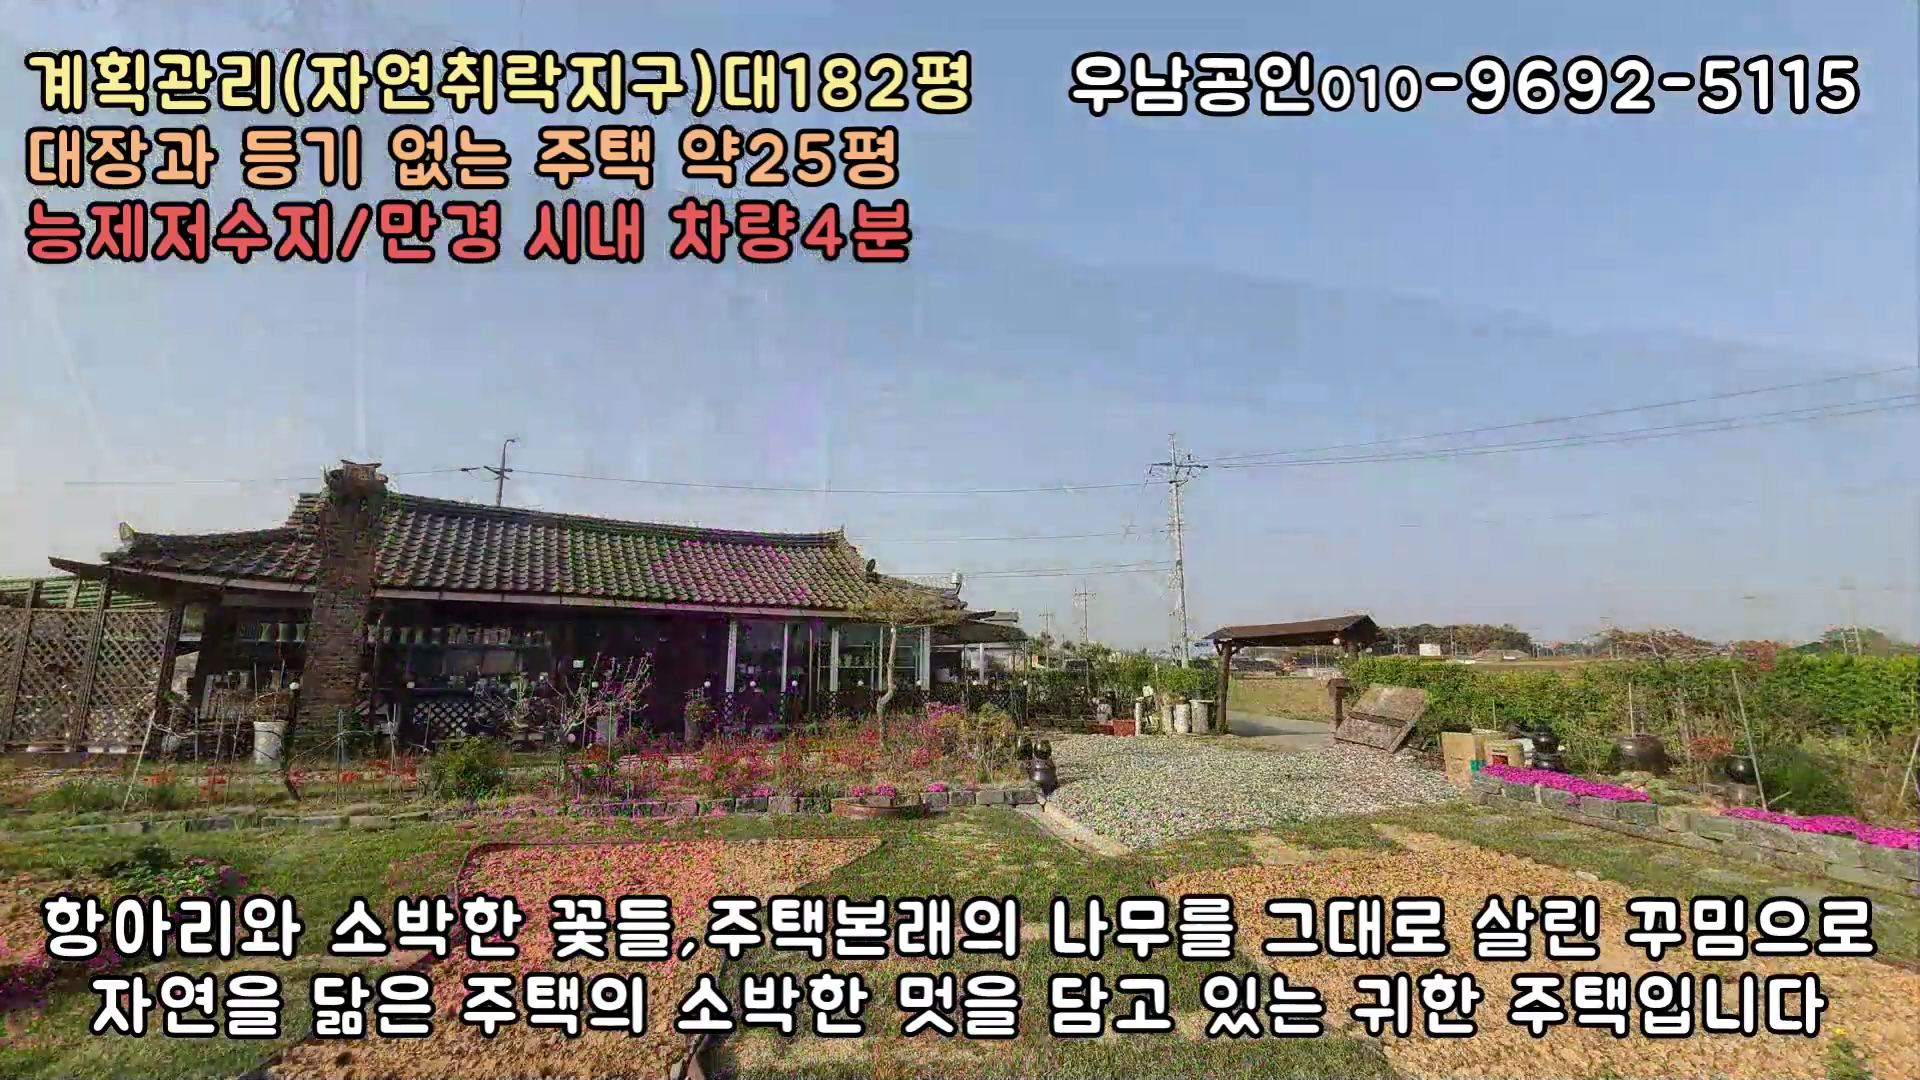 계획관리(자연취락지구)대182평
우남공인010-9692-5115
대장과 등기 없는 주택 약25평
능제저수지/만경 시내 차량4분
항아리와 소박한 꽃들,주택본래의 나무를 그대로 살린 꾸밈으로
자연을 닮은 주택의 소박한 멋을 담고 있는 귀한 주택입니다